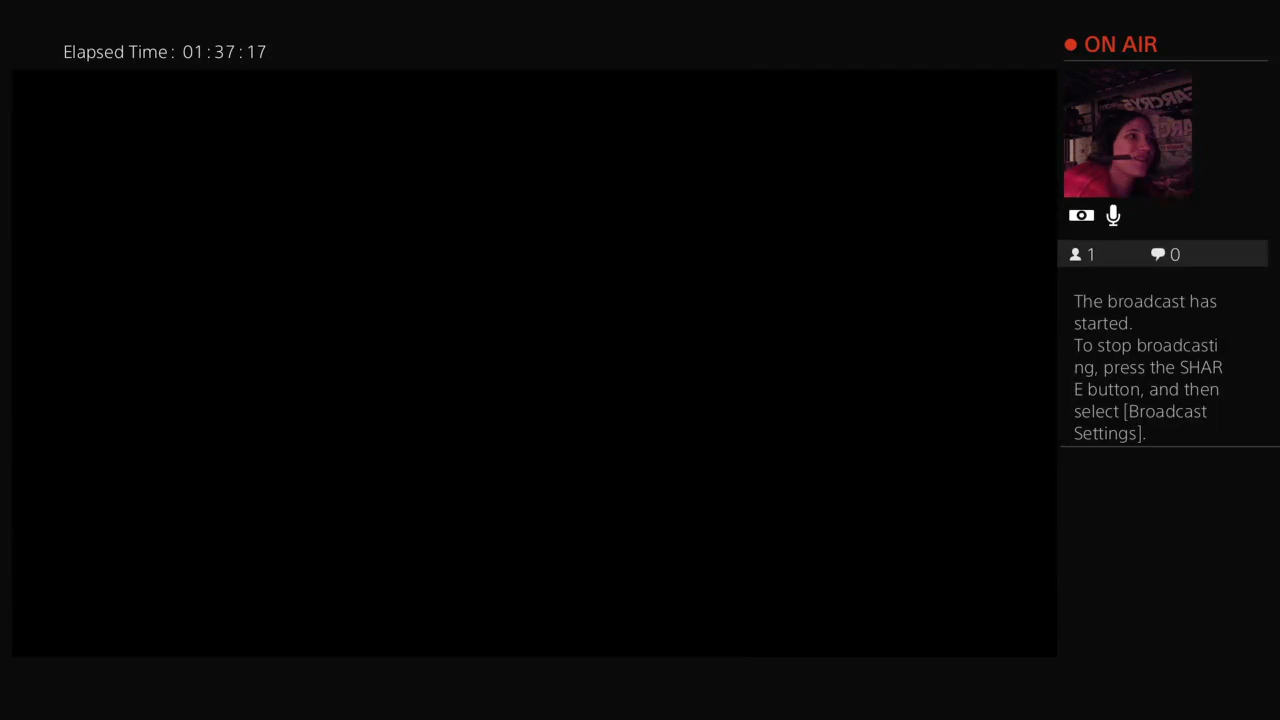 Elapsed Time: 01:37:17
ON AIR
FARCRY5
1 0
The broadcast has
started.
To stop broadcasti
ng, press the SHAR
E button, and then
select [Broadcast
Settings].